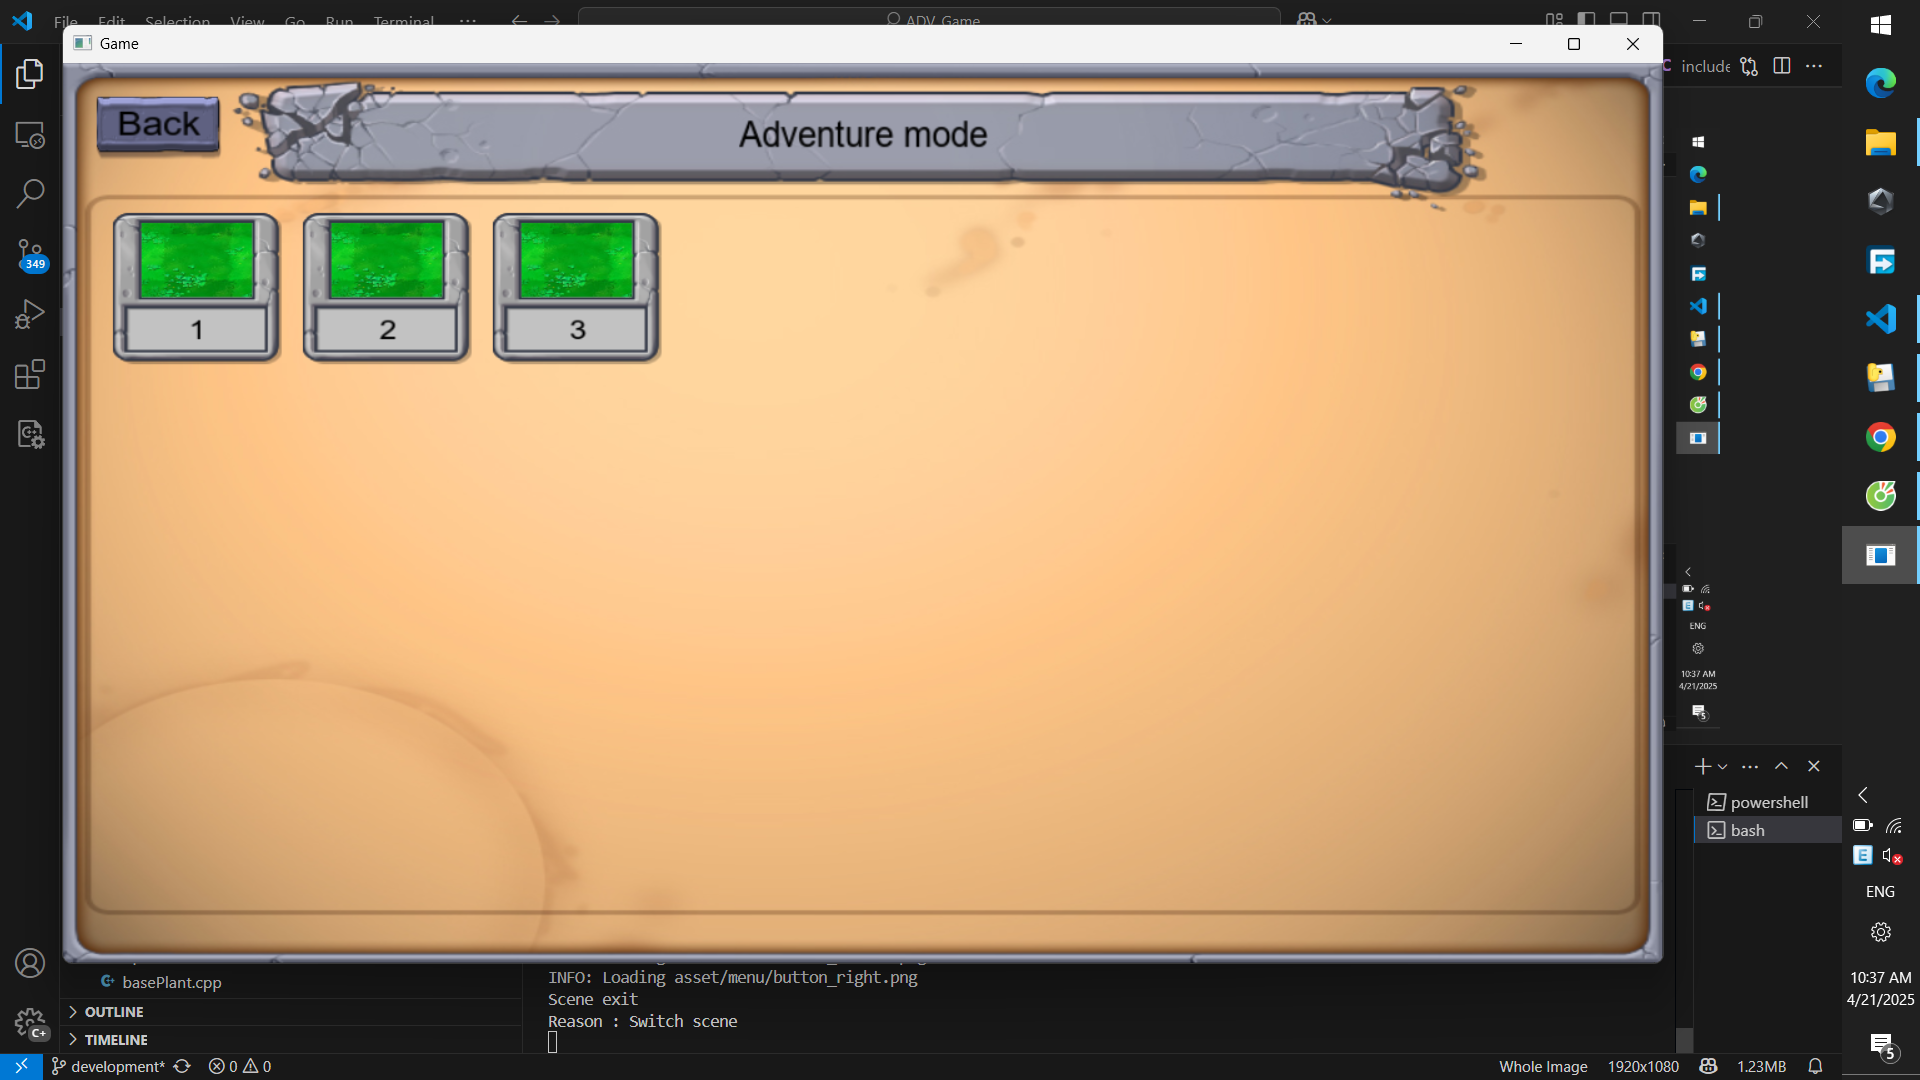 File Edit Selection View Go Run Terminal ···
ADV_Game
Game
include
Back
Adventure mode
1
2
3
349
ENG
10:37 AM
4/21/2025
5
powershell
bash
basePlant.cpp
OUTLINE
TIMELINE
INFO: Loading asset/menu/button_right.png
Scene exit
Reason : Switch scene
C+
development*
0
0
Whole Image
1920x1080
1.23MB
E
ENG
10:37 AM
4/21/2025
5